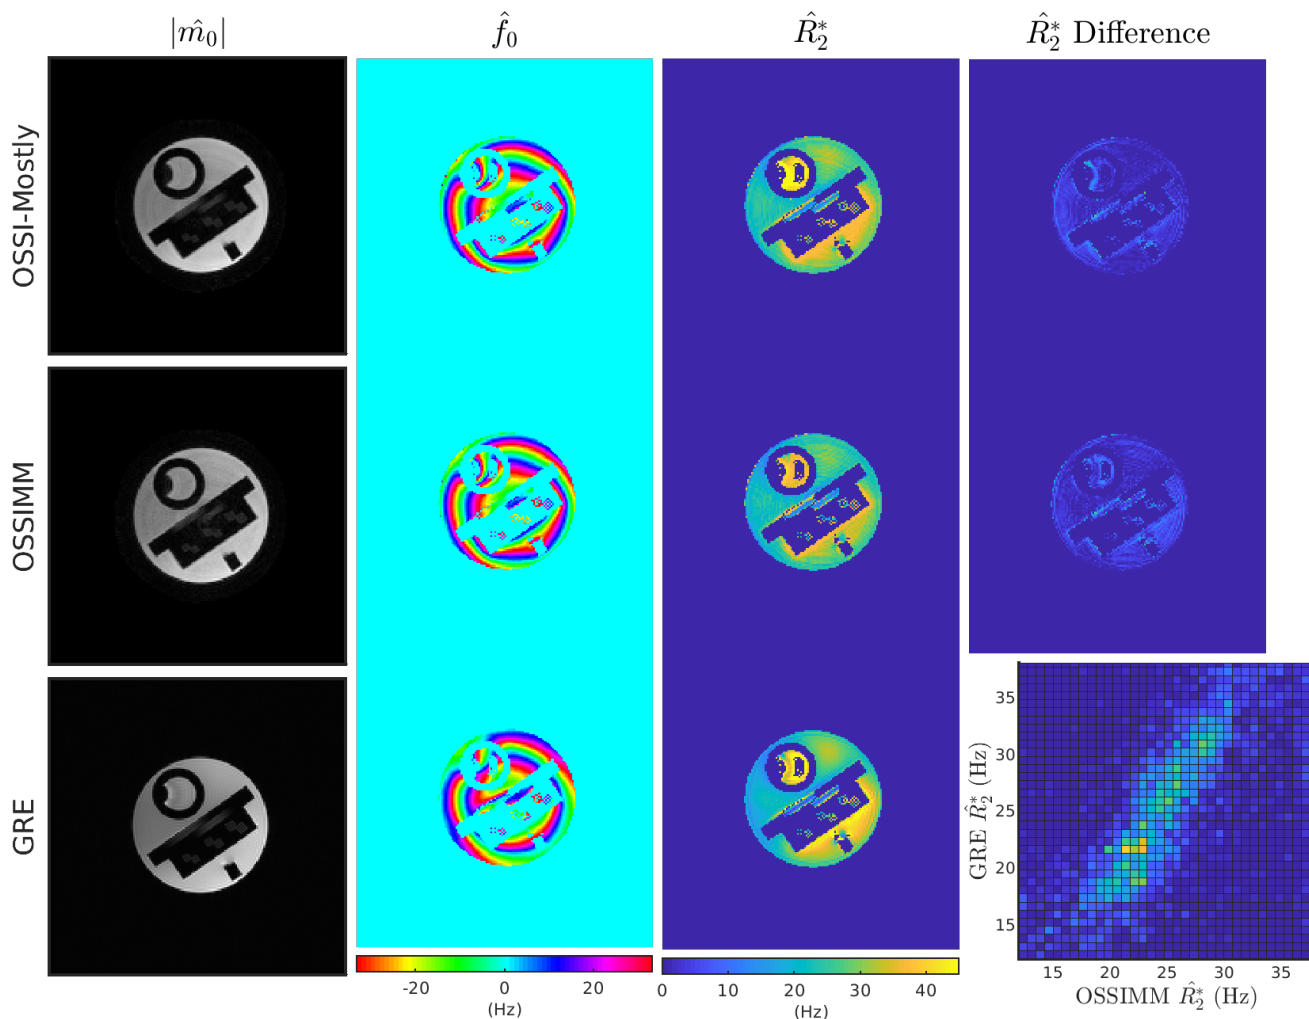 |m̂₀| f̂₀ R̂₂* R̂₂* Difference
OSSI-Mostly
OSSIMM
GRE
-20 0 20
(Hz)
0 10 20 30 40
(Hz)
GRE R̂₂* (Hz)
35
30
25
20
15
15 20 25 30 35
OSSIMM R̂₂* (Hz)